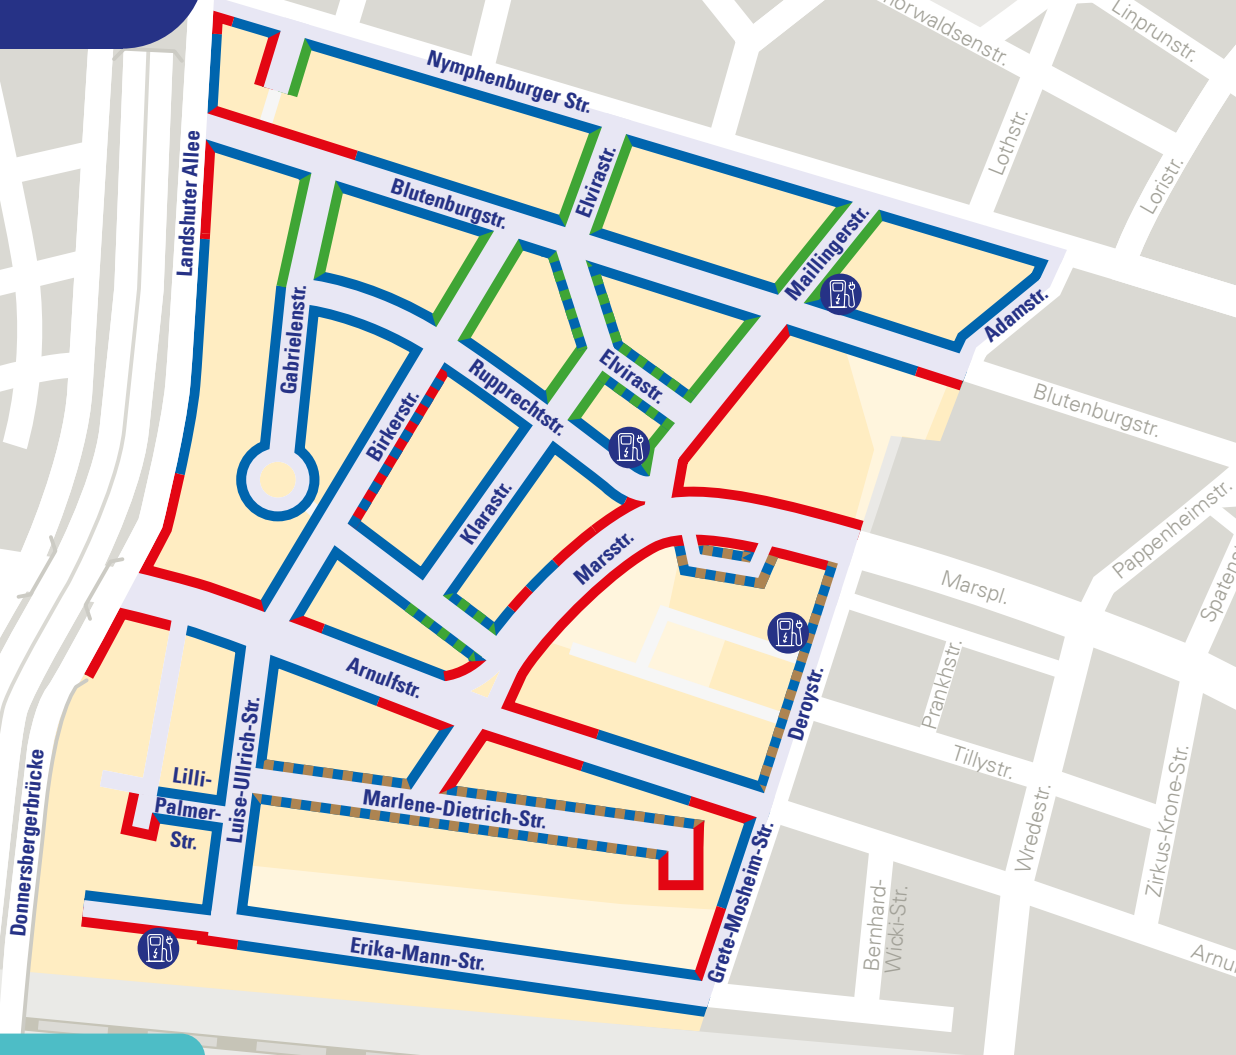 Thorwaldsenstr.
Linprunstr.
Nymphenburger Str.
Lothstr.
Loristr.
Landshuter Allee
Elvirastr.
Blutenburgstr.
Maillingerstr.
Adamstr.
Gabrielenstr.
Elvirastr.
Rupprechtstr.
Birkerstr.
Blutenburgstr.
Klarastr.
Marsstr.
Pappenheimstr.
Marspl.
Arnulfstr.
Deroystr.
Prankhstr.
Tillystr.
Luise-Ullrich-Str.
Lilli-
Palmer-
Str.
Marlene-Dietrich-Str.
Donnersbergerbrücke
Wredestr.
Zirkus-Krone-Str.
Grete-Mosheim-Str.
Bernhard-
Wicki-Str.
Erika-Mann-Str.